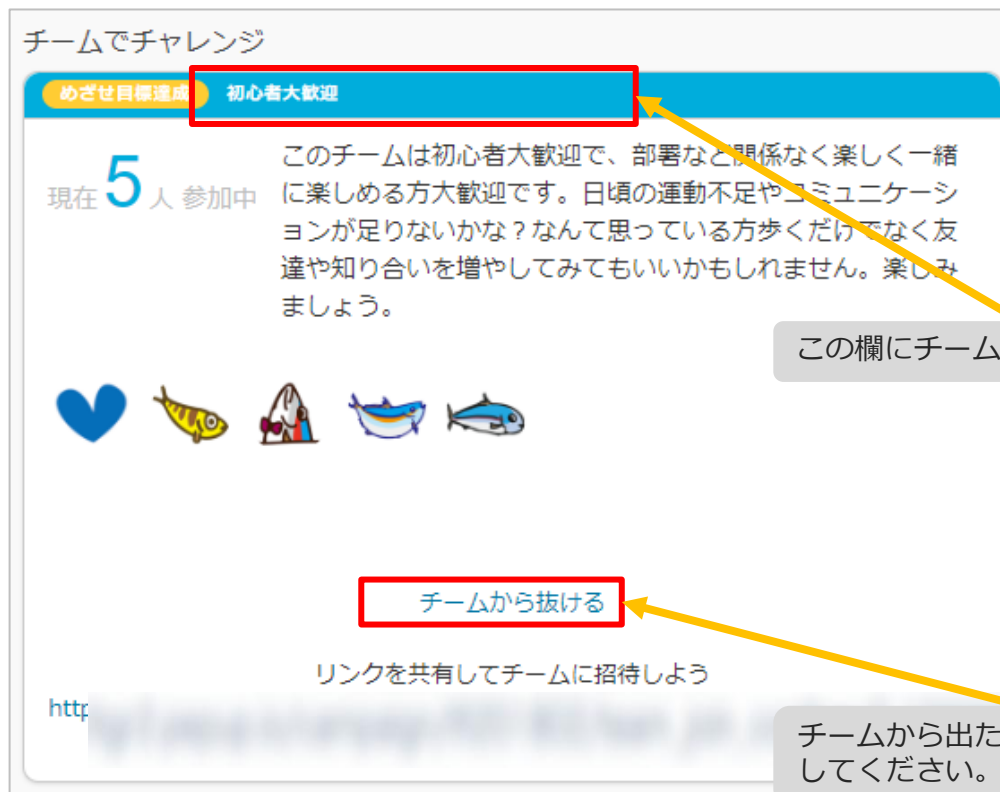 チームでチャレンジ
めざせ目標達成 初心者大歓迎
現在 5 人 参加中
このチームは初心者大歓迎で、部署など関係なく楽しく一緒
に楽しめる方大歓迎です。日頃の運動不足やコミュニケーシ
ョンが足りないかな？なんて思っている方歩くだけでなく友
達や知り合いを増やしてみてもいいかもしれません。楽しみ
ましょう。
この欄にチーム
チームから抜ける
リンクを共有してチームに招待しよう
http
チームから出た
してください。